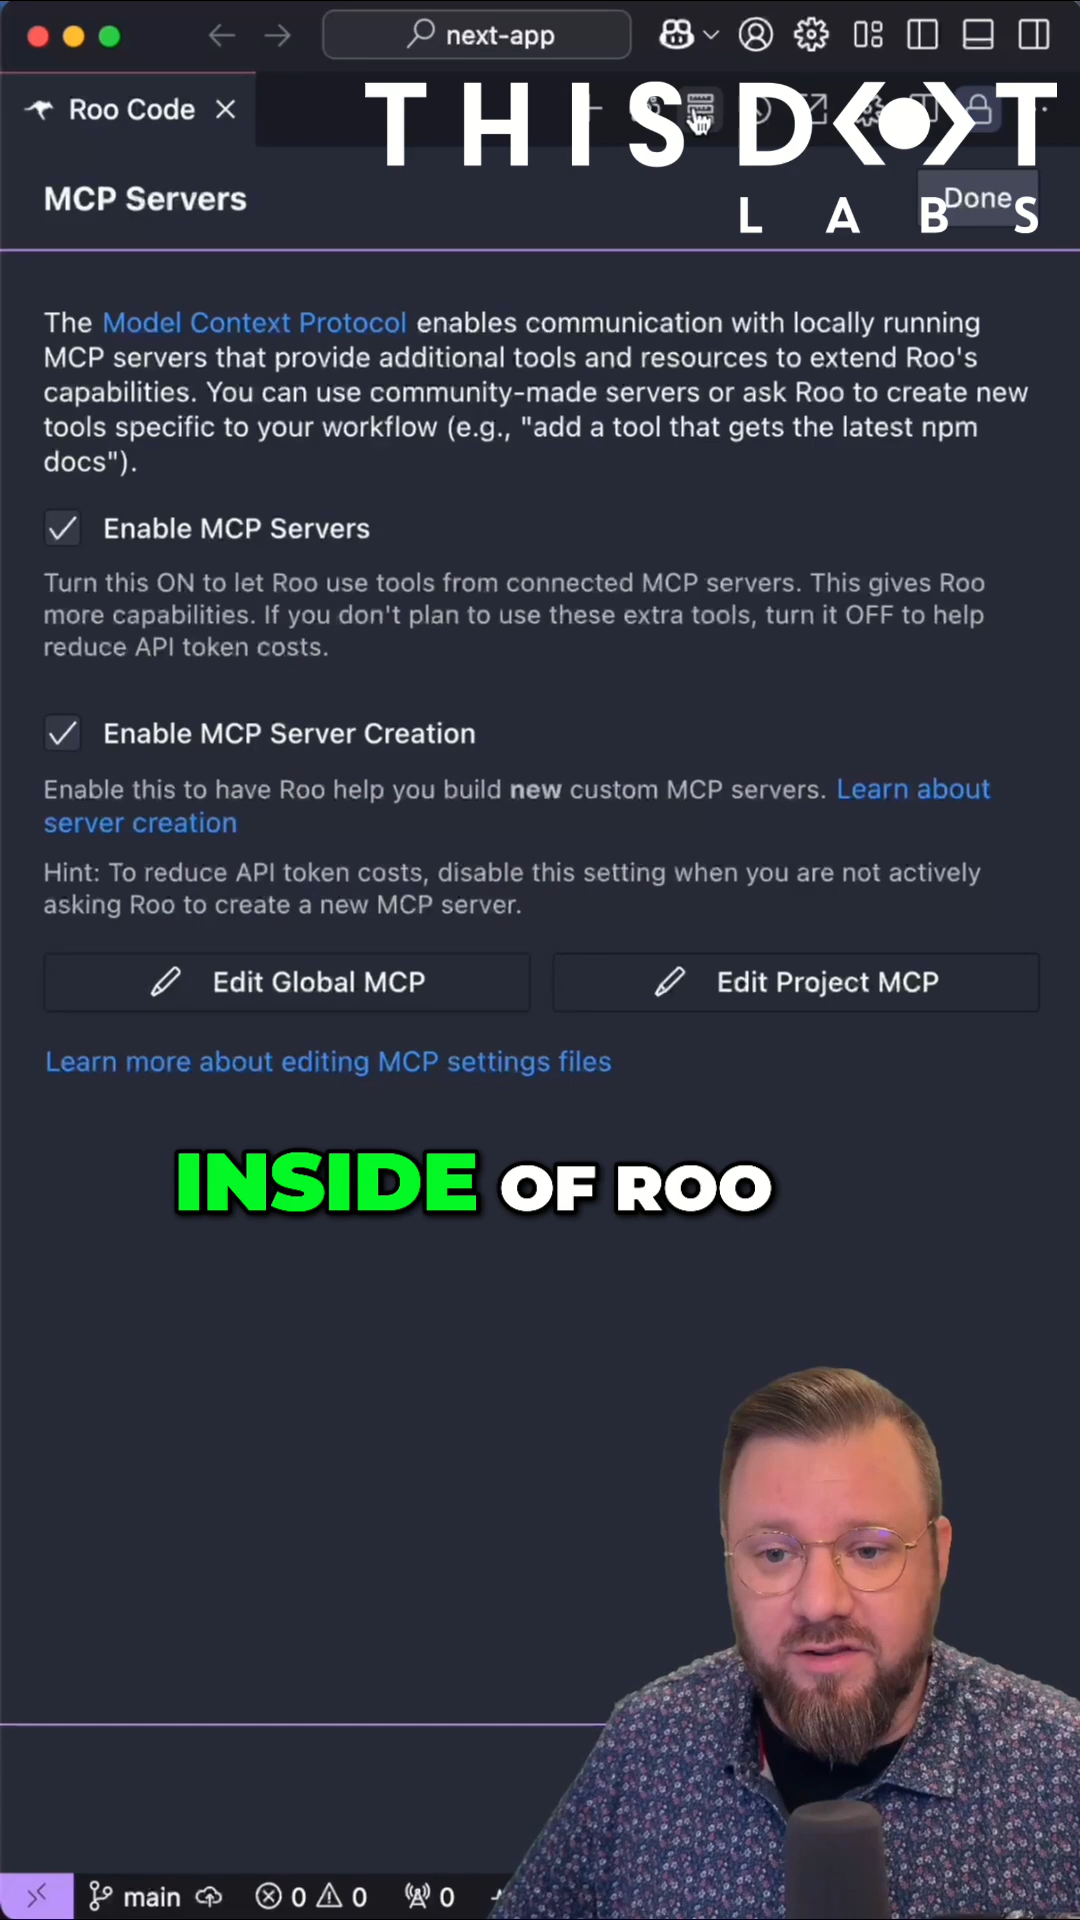 next-app
Roo Code
THISDOT
LABS
MCP Servers
Done
The Model Context Protocol enables communication with locally running
MCP servers that provide additional tools and resources to extend Roo's
capabilities. You can use community-made servers or ask Roo to create new
tools specific to your workflow (e.g., "add a tool that gets the latest npm
docs").
Enable MCP Servers
Turn this ON to let Roo use tools from connected MCP servers. This gives Roo
more capabilities. If you don't plan to use these extra tools, turn it OFF to help
reduce API token costs.
Enable MCP Server Creation
Enable this to have Roo help you build new custom MCP servers. Learn about
server creation
Hint: To reduce API token costs, disable this setting when you are not actively
asking Roo to create a new MCP server.
Edit Global MCP
Edit Project MCP
Learn more about editing MCP settings files
INSIDE OF ROO
main 0 0 0